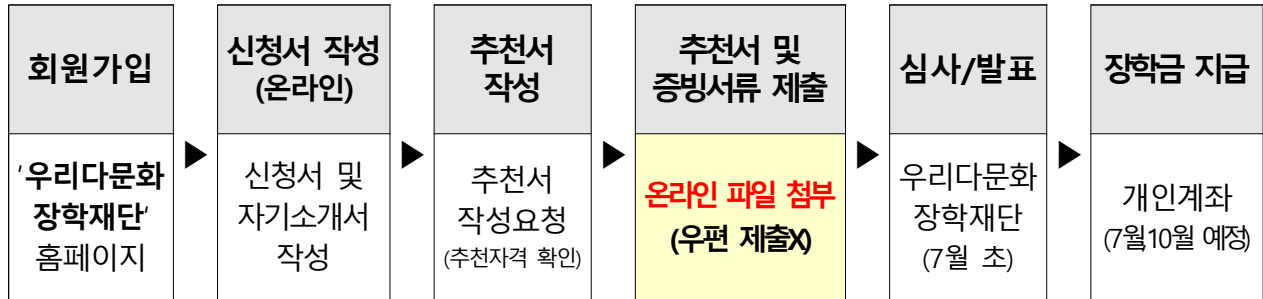 회원가입
'우리다문화
장학재단'
홈페이지
▶
신청서 작성
(온라인)
신청서 및
자기소개서
작성
▶
추천서
작성
추천서
작성요청
(추천자격 확인)
▶
추천서 및
증빙서류 제출
온라인 파일 첨부
(우편 제출X)
▶
심사/발표
우리다문화
장학재단
(7월 초)
▶
장학금 지급
개인계좌
(7월,10월 예정)